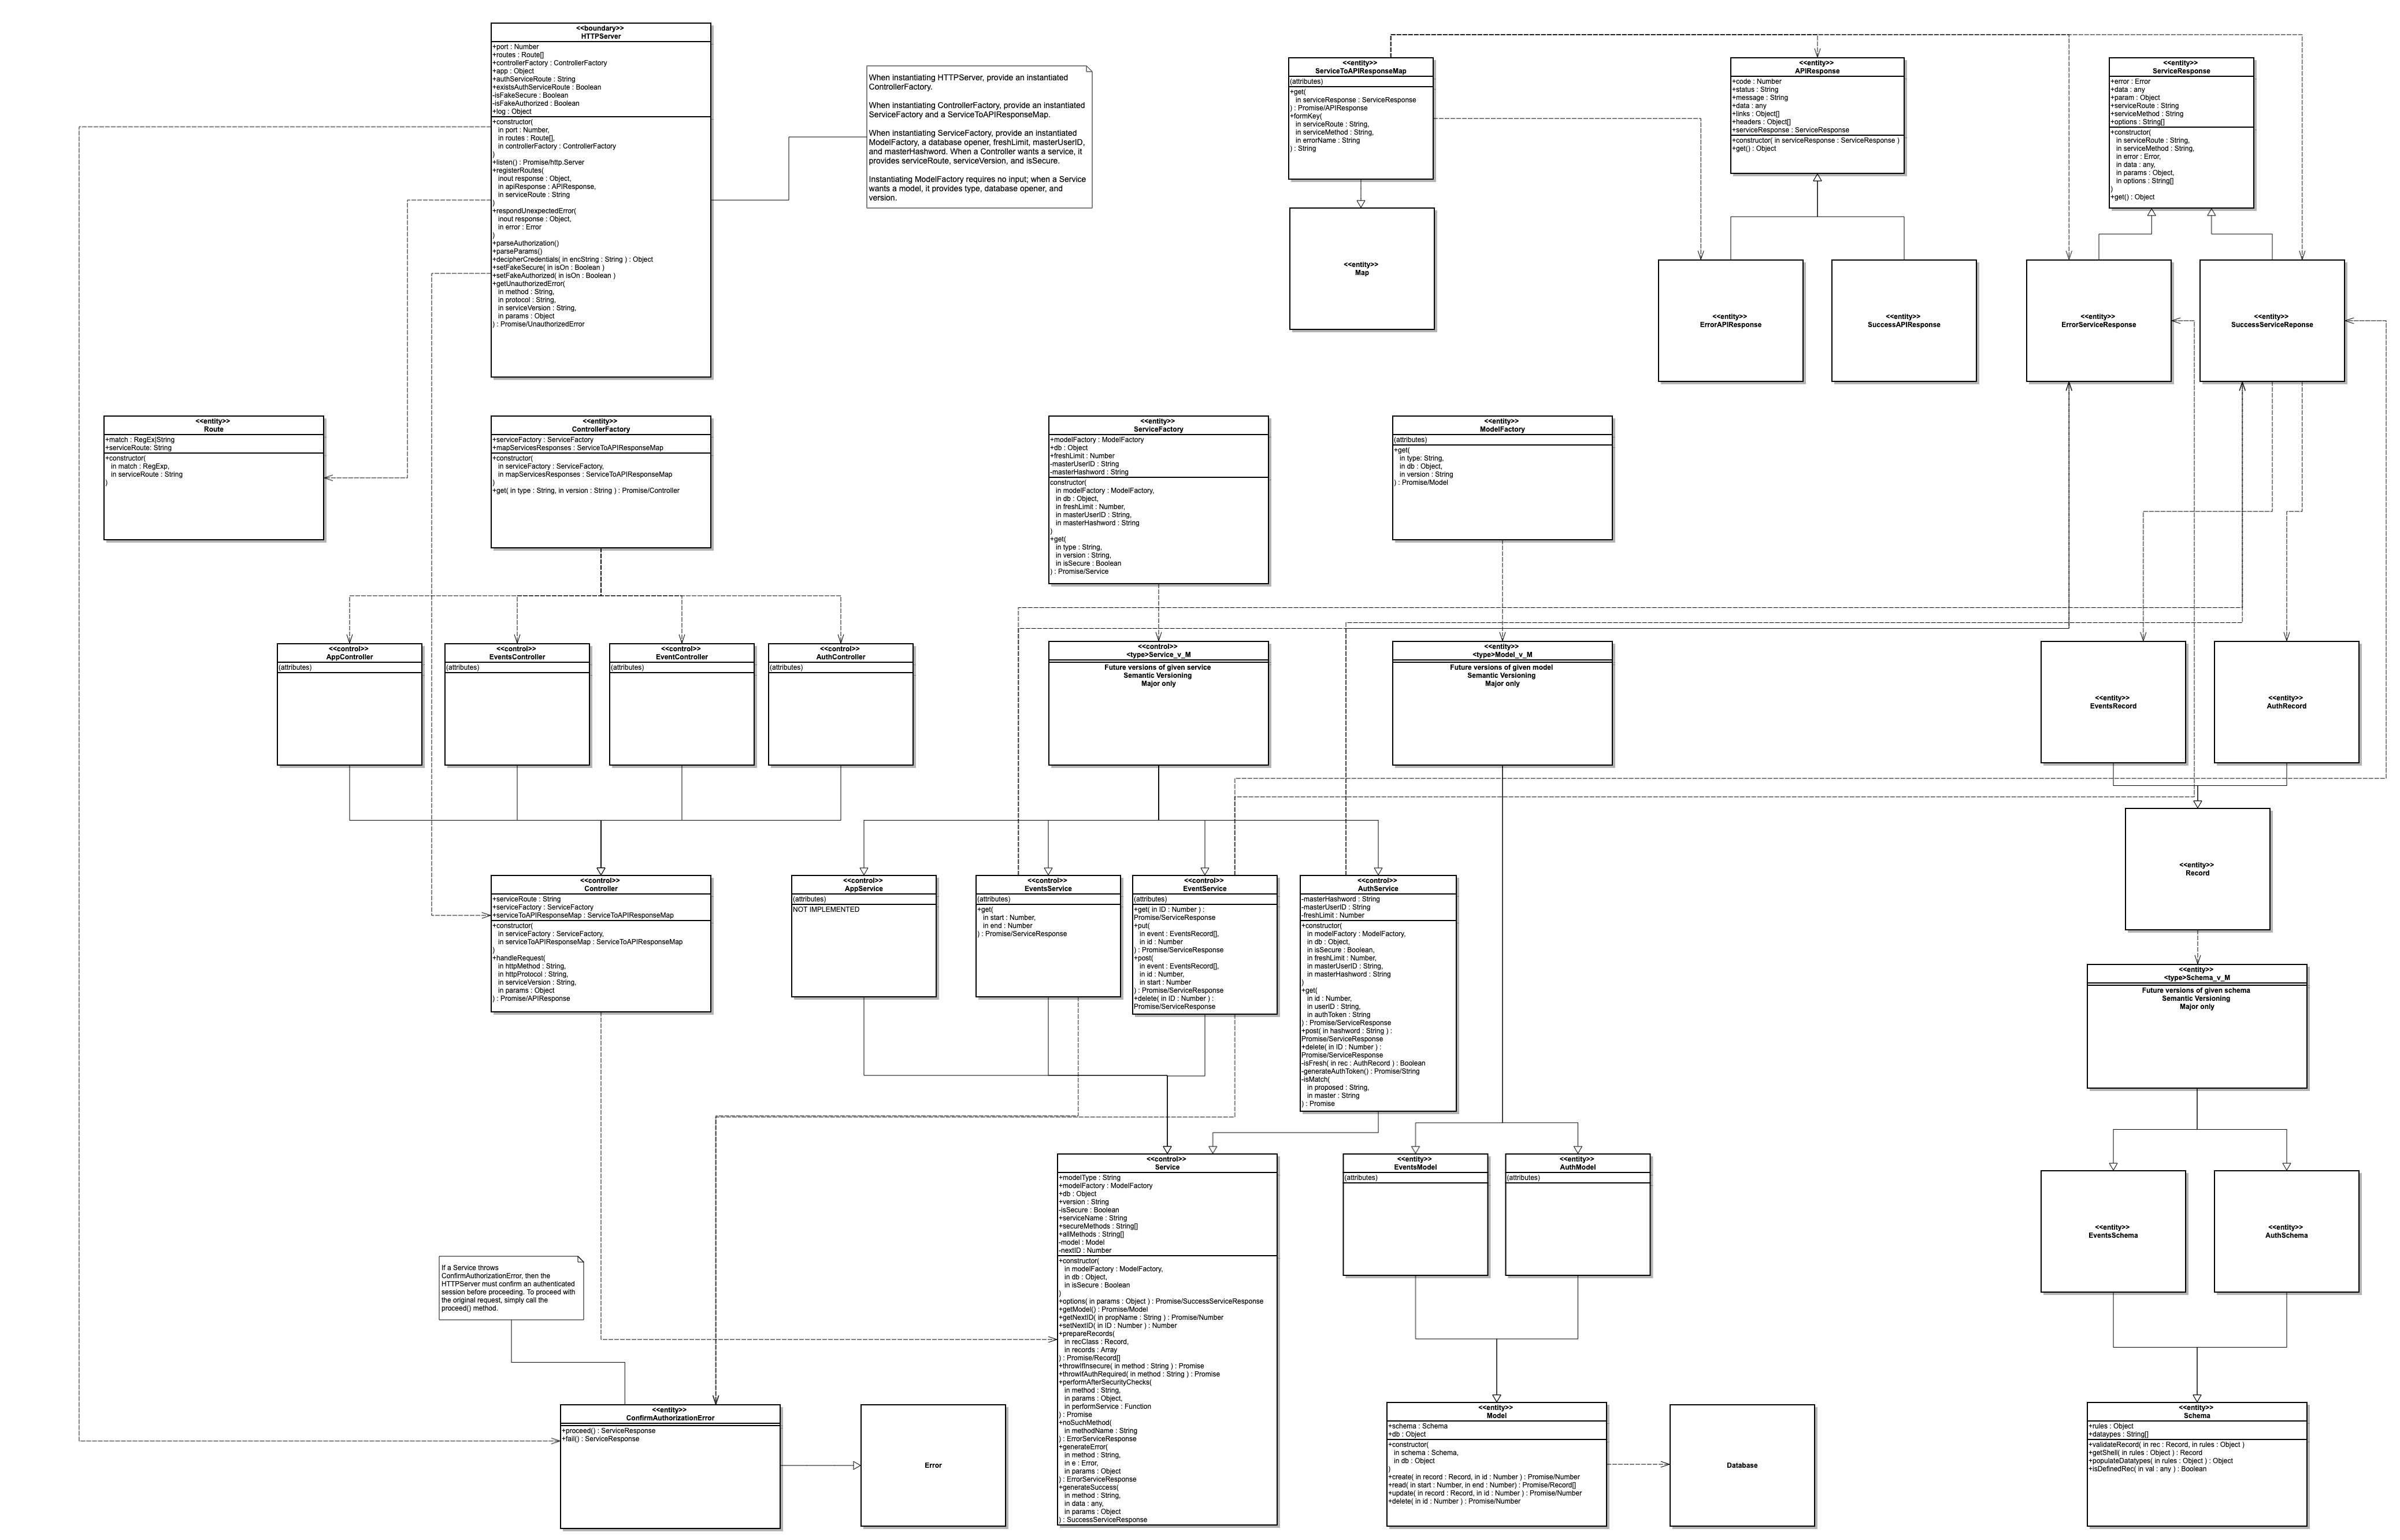 <<boundary>>
HTTPServer
+port : Number
+routes : Route[]
+controllerFactory : ControllerFactory
+app : Object
+authServiceRoute : String
+existsAuthServiceRoute : Boolean
-isFakeSecure : Boolean
-isFakeAuthorized : Boolean
+log : Object
+constructor(
in port : Number,
in routes : Route[],
in controllerFactory : ControllerFactory
)
+listen() : Promise/http.Server
+registerRoutes(
inout response : Object,
in apiResponse : APIResponse,
in serviceRoute : String
)
+respondUnexpectedError(
inout response : Object,
in error : Error
)
+parseAuthorization()
+parseParams()
+decipherCredentials( in encString : String ) : Object
+setFakeSecure( in isOn : Boolean )
+setFakeAuthorized( in isOn : Boolean )
+getUnauthorizedError(
in method : String,
in protocol : String,
in serviceVersion : String,
in params : Object
) : Promise/UnauthorizedError
When instantiating HTTPServer, provide an instantiated
ControllerFactory.
When instantiating ControllerFactory, provide an instantiated
ServiceFactory and a ServiceToAPIResponseMap.
When instantiating ServiceFactory, provide an instantiated
ModelFactory, a database opener, freshLimit, masterUserID,
and masterHashword. When a Controller wants a service, it
provides serviceRoute, serviceVersion, and isSecure.
Instantiating ModelFactory requires no input; when a Service
wants a model, it provides type, database opener, and
version.
<<entity>>
ServiceToAPIResponseMap
(attributes)
+get(
in serviceResponse : ServiceResponse
) : Promise/APIResponse
+formKey(
in serviceRoute : String,
in serviceMethod : String,
in errorName : String
) : String
<<entity>>
Map
<<entity>>
APIResponse
+code : Number
+status : String
+message : String
+data : any
+links : Object[]
+headers : Object[]
+serviceResponse : ServiceResponse
+constructor( in serviceResponse : ServiceResponse )
+get() : Object
<<entity>>
ServiceResponse
+error : Error
+data : any
+param : Object
+serviceRoute : String
+serviceMethod : String
+options : String[]
+constructor(
in serviceRoute : String,
in serviceMethod : String,
in error : Error,
in data : any,
in params : Object,
in options : String[]
)
+get() : Object
<<entity>>
ErrorAPIResponse
<<entity>>
SuccessAPIResponse
<<entity>>
ErrorServiceResponse
<<entity>>
SuccessServiceReponse
<<entity>>
Route
+match : RegEx|String
+serviceRoute: String
+constructor(
in match : RegExp,
in serviceRoute : String
)
<<entity>>
ControllerFactory
+serviceFactory : ServiceFactory
+mapServicesResponses : ServiceToAPIResponseMap
+constructor(
in serviceFactory : ServiceFactory,
in mapServicesResponses : ServiceToAPIResponseMap
)
+get( in type : String, in version : String ) : Promise/Controller
<<entity>>
ServiceFactory
+modelFactory : ModelFactory
+db : Object
+freshLimit : Number
-masterUserID : String
-masterHashword : String
constructor(
in modelFactory : ModelFactory,
in db : Object,
in freshLimit : Number,
in masterUserID : String,
in masterHashword : String
)
+get(
in type : String,
in version : String,
in isSecure : Boolean
) : Promise/Service
<<entity>>
ModelFactory
(attributes)
+get(
in type: String,
in db : Object,
in version : String
) : Promise/Model
<<control>>
AppController
(attributes)
<<control>>
EventsController
(attributes)
<<control>>
EventController
(attributes)
<<control>>
AuthController
(attributes)
<<control>>
<type>Service_v_M
Future versions of given service
Semantic Versioning
Major only
<<entity>>
<type>Model_v_M
Future versions of given model
Semantic Versioning
Major only
<<entity>>
EventsRecord
<<entity>>
AuthRecord
<<entity>>
Record
<<control>>
Controller
+serviceRoute : String
+serviceFactory : ServiceFactory
+serviceToAPIResponseMap : ServiceToAPIResponseMap
+constructor(
in serviceFactory : ServiceFactory,
in serviceToAPIResponseMap : ServiceToAPIResponseMap
)
+handleRequest(
in httpMethod : String,
in httpProtocol : String,
in serviceVersion : String,
in params : Object
) : Promise/APIResponse
<<control>>
AppService
(attributes)
NOT IMPLEMENTED
<<control>>
EventsService
(attributes)
+get(
in start : Number,
in end : Number
) : Promise/ServiceResponse
<<control>>
EventService
(attributes)
+get( in ID : Number ) :
Promise/ServiceResponse
+put(
in event : EventsRecord[],
in id : Number
) : Promise/ServiceResponse
+post(
in event : EventsRecord[],
in id : Number,
in start : Number
) : Promise/ServiceResponse
+delete( in ID : Number ) :
Promise/ServiceResponse
<<control>>
AuthService
-masterHashword : String
-masterUserID : String
-freshLimit : Number
+constructor(
in modelFactory : ModelFactory,
in db : Object,
in isSecure : Boolean,
in freshLimit : Number,
in masterUserID : String,
in masterHashword : String
)
+get(
in id : Number,
in userID : String,
in authToken : String
) : Promise/ServiceResponse
+post( in hashword : String ) :
Promise/ServiceResponse
+delete( in ID : Number ) :
Promise/ServiceResponse
-isFresh( in rec : AuthRecord ) : Boolean
-generateAuthToken() : Promise/String
-isMatch(
in proposed : String,
in master : String
) : Promise
<<entity>>
<type>Schema_v_M
Future versions of given schema
Semantic Versioning
Major only
<<control>>
Service
+modelType : String
+modelFactory : ModelFactory
+db : Object
+version : String
-isSecure : Boolean
+serviceName : String
+secureMethods : String[]
+allMethods : String[]
-model : Model
-nextID : Number
+constructor(
in modelFactory : ModelFactory,
in db : Object,
in isSecure : Boolean
)
+options( in params : Object ) : Promise/SuccessServiceResponse
+getModel() : Promise/Model
+getNextID( in propName : String ) : Promise/Number
+setNextID( in ID : Number ) : Number
+prepareRecords(
in recClass : Record,
in records : Array
) : Promise/Record[]
+throwIfInsecure( in method : String ) : Promise
+throwIfAuthRequired( in method : String ) : Promise
+performAfterSecurityChecks(
in method : String,
in params : Object,
in performService : Function
) : Promise
+noSuchMethod(
in methodName : String
) : ErrorServiceResponse
+generateError(
in method : String,
in e : Error,
in params : Object
) : ErrorServiceResponse
+generateSuccess(
in method : String,
in data : any,
in params : Object
) : SuccessServiceResponse
<<entity>>
EventsModel
(attributes)
<<entity>>
AuthModel
(attributes)
<<entity>>
EventsSchema
<<entity>>
AuthSchema
If a Service throws
ConfirmAuthorizationError, then the
HTTPServer must confirm an authenticated
session before proceeding. To proceed with
the original request, simply call the
proceed() method.
<<entity>>
ConfirmAuthorizationError
+proceed() : ServiceResponse
+fail() : ServiceResponse
Error
<<entity>>
Model
+schema : Schema
+db : Object
+constructor(
in schema : Schema,
in db : Object
)
+create( in record : Record, in id : Number ) : Promise/Number
+read( in start : Number, in end : Number) : Promise/Record[]
+update( in record : Record, in id : Number ) : Promise/Number
+delete( in id : Number ) : Promise/Number
Database
<<entity>>
Schema
+rules : Object
+dataypes : String[]
+validateRecord( in rec : Record, in rules : Object )
+getShell( in rules : Object ) : Record
+populateDatatypes( in rules : Object ) : Object
+isDefinedRec( in val : any ) : Boolean